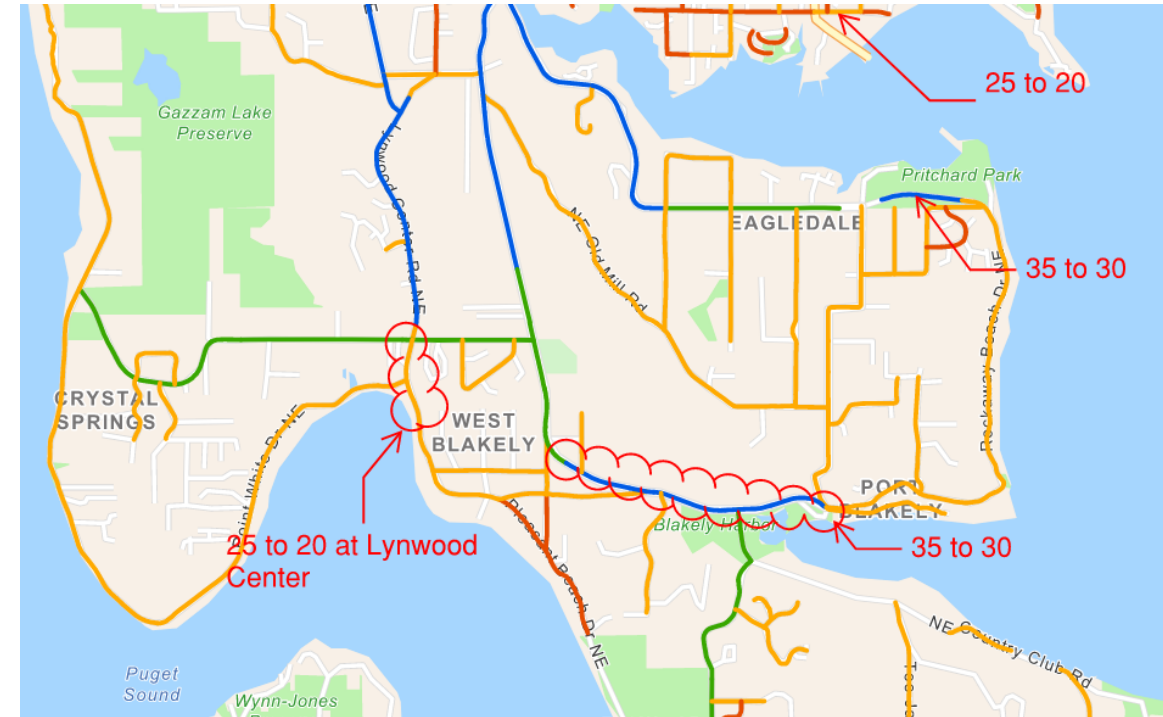 Gazzam Lake
Preserve
25 to 20
Pritchard Park
Lynwood Center Rd NE
EAGLEDALE
NE Old Mill Rd
35 to 30
Rockaway Beach Dr NE
CRYSTAL
SPRINGS
WEST
BLAKELY
Point White Dr NE
PORT
BLAKELY
Blakely Harbor
25 to 20 at Lynwood
Center
35 to 30
Pleasant Beach Dr NE
NE Country Club Rd
Puget
Sound
Wynn-Jones